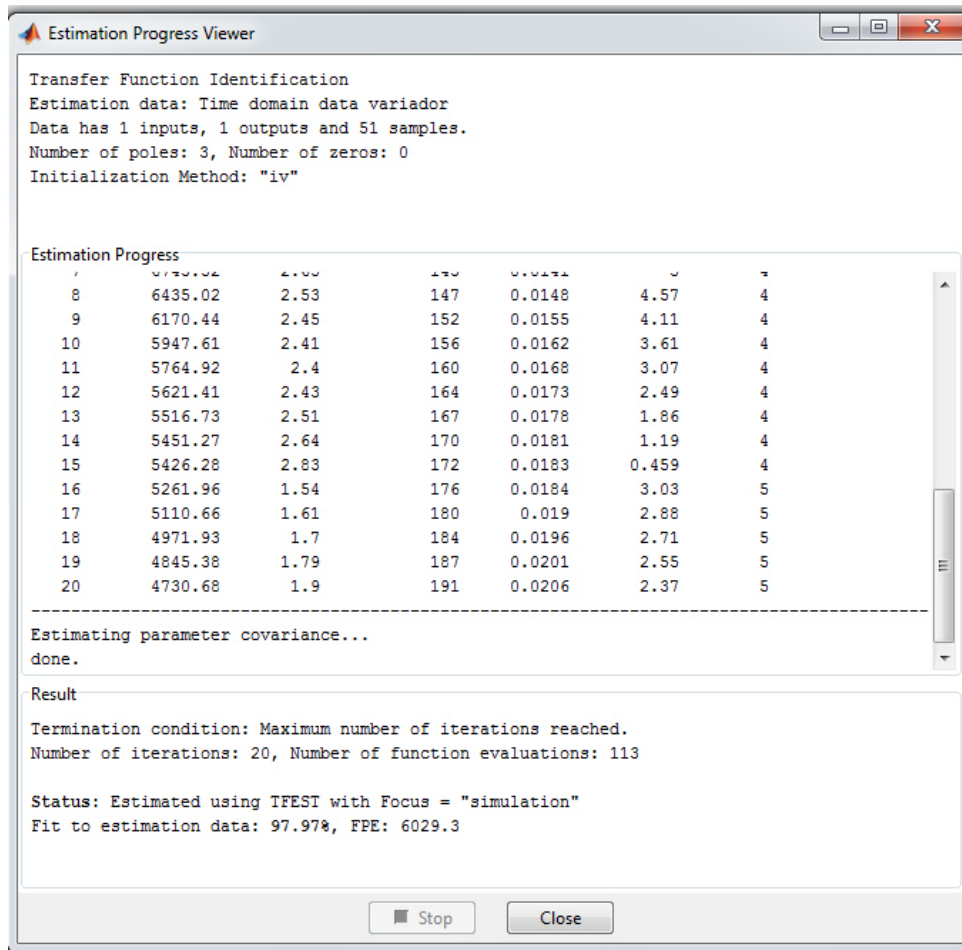 Estimation Progress Viewer
Transfer Function Identification
Estimation data: Time domain data variador
Data has 1 inputs, 1 outputs and 51 samples.
Number of poles: 3, Number of zeros: 0
Initialization Method: "iv"
Estimation Progress
8 6435.02 2.53 147 0.0148 4.57 4
9 6170.44 2.45 152 0.0155 4.11 4
10 5947.61 2.41 156 0.0162 3.61 4
11 5764.92 2.4 160 0.0168 3.07 4
12 5621.41 2.43 164 0.0173 2.49 4
13 5516.73 2.51 167 0.0178 1.86 4
14 5451.27 2.64 170 0.0181 1.19 4
15 5426.28 2.83 172 0.0183 0.459 4
16 5261.96 1.54 176 0.0184 3.03 5
17 5110.66 1.61 180 0.019 2.88 5
18 4971.93 1.7 184 0.0196 2.71 5
19 4845.38 1.79 187 0.0201 2.55 5
20 4730.68 1.9 191 0.0206 2.37 5
------------------------------------------------------------------------------------------
Estimating parameter covariance...
done.
Result
Termination condition: Maximum number of iterations reached.
Number of iterations: 20, Number of function evaluations: 113
Status: Estimated using TFEST with Focus = "simulation"
Fit to estimation data: 97.97%, FPE: 6029.3
Stop Close